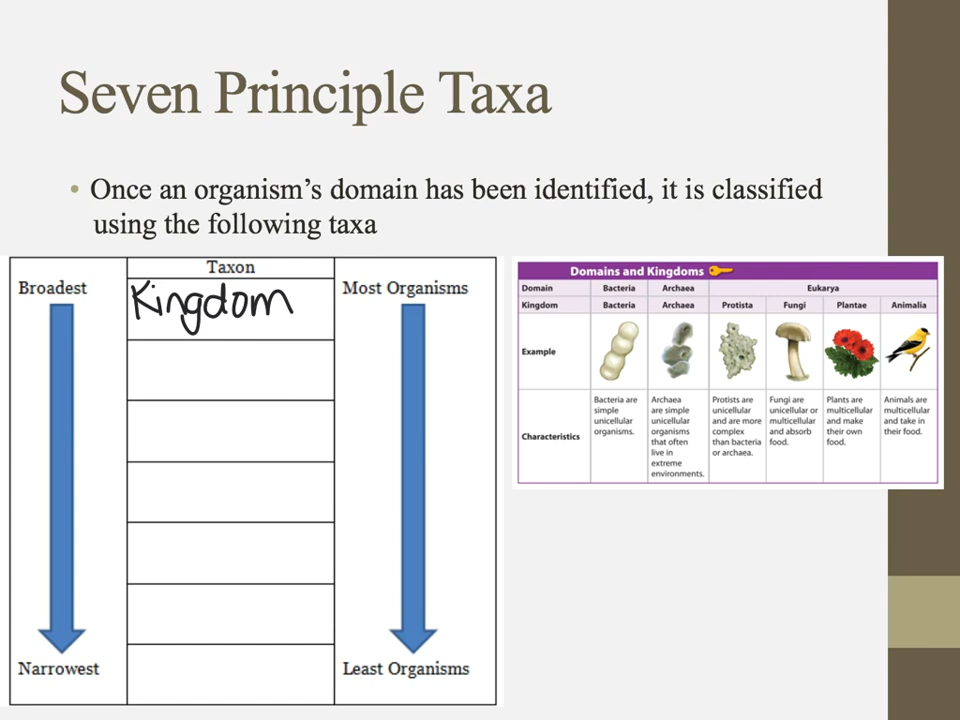 Seven Principle Taxa
• Once an organism’s domain has been identified, it is classified
using the following taxa
Taxon
Broadest
Kingdom
Most Organisms
Narrowest
Least Organisms
Domains and Kingdoms
Domain Bacteria Archaea Eukarya
Kingdom Bacteria Archaea Protista Fungi Plantae Animalia
Example
Characteristics
Bacteria are
simple
unicellular
organisms.
Archaea
are simple
unicellular
organisms
that often
live in
extreme
environments.
Protists are
unicellular
and are more
complex
than bacteria
or archaea.
Fungi are
unicellular or
multicellular
and absorb
food.
Plants are
multicellular
and make
their own
food.
Animals are
multicellular
and take in
their food.